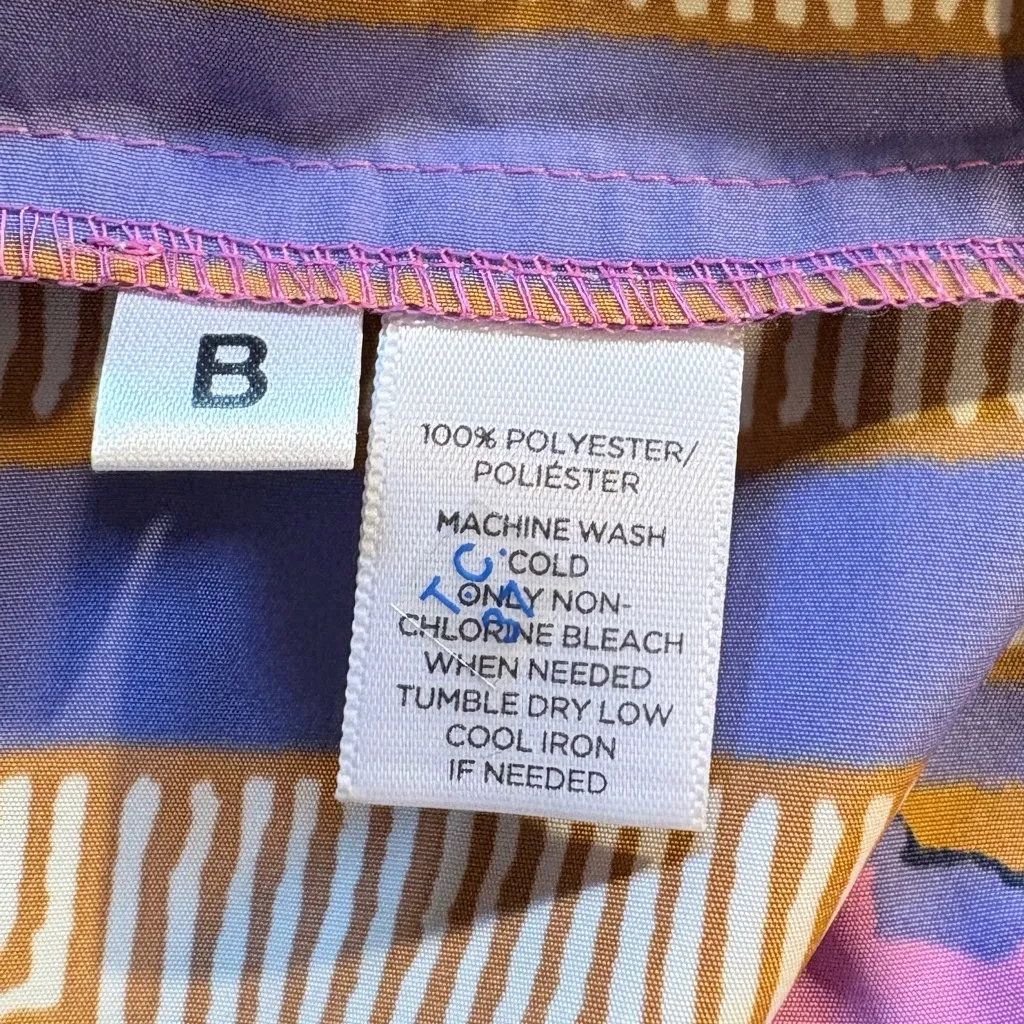 B
100% POLYESTER/
POLIÉSTER
MACHINE WASH
COLD
ONLY NON-
CHLORINE BLEACH
WHEN NEEDED
TUMBLE DRY LOW
COOL IRON
IF NEEDED